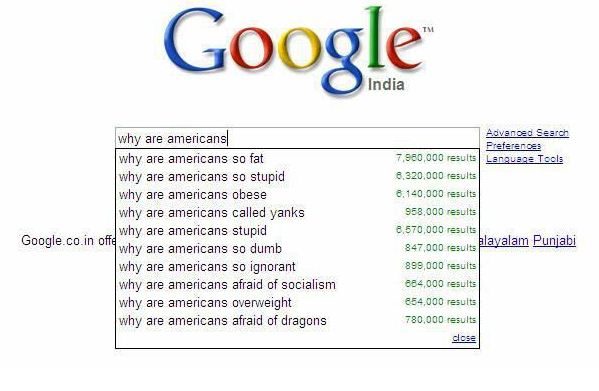 Google™
India
why are americans
Advanced Search
Preferences
Language Tools
why are americans so fat 7,960,000 results
why are americans so stupid 6,320,000 results
why are americans obese 6,140,000 results
why are americans called yanks 958,000 results
why are americans stupid 6,570,000 results
why are americans so dumb 847,000 results
why are americans so ignorant 899,000 results
why are americans afraid of socialism 664,000 results
why are americans overweight 654,000 results
why are americans afraid of dragons 780,000 results
close
Google.co.in offe alayalam Punjabi